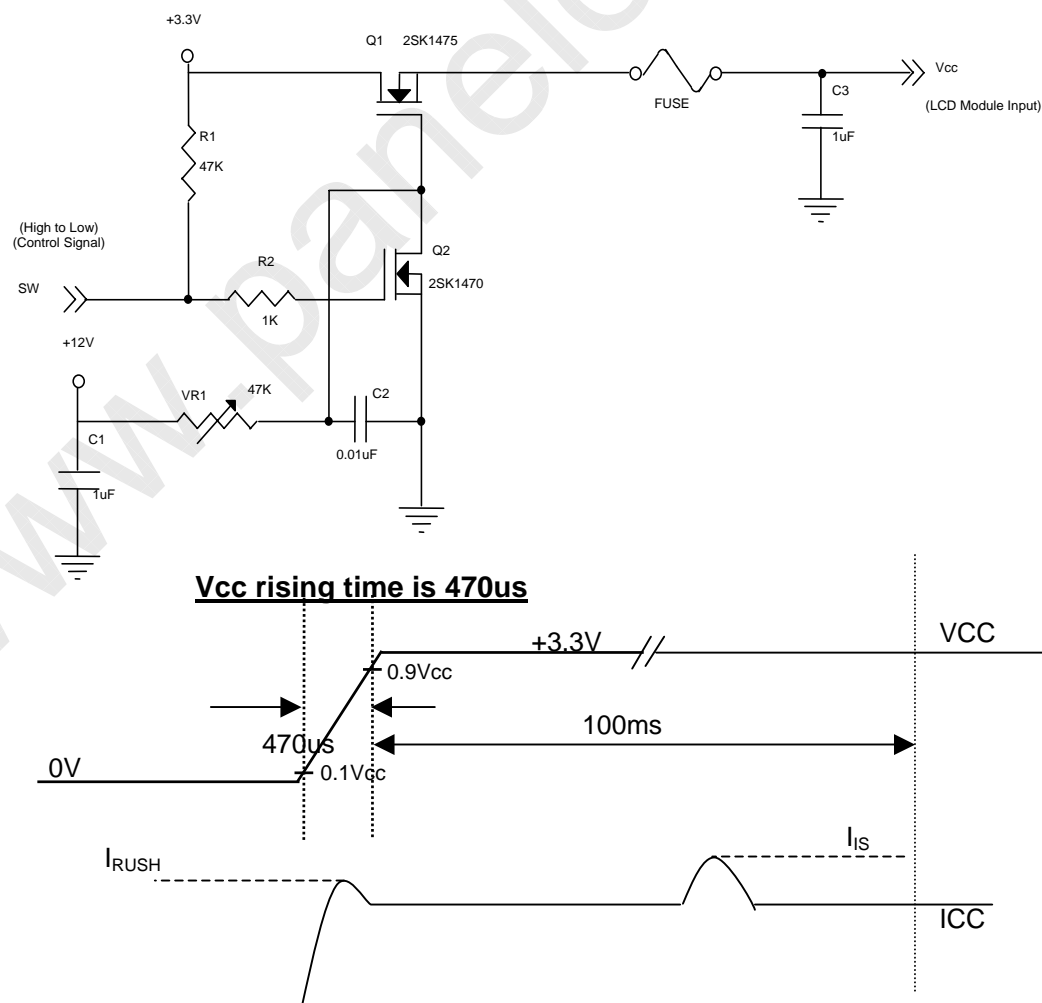 +3.3V
Q1 2SK1475
Vcc
FUSE
C3
(LCD Module Input)
R1
1uF
47K
(High to Low)
(Control Signal)
Q2
R2
SW
2SK1470
1K
+12V
VR1
47K
C2
C1
0.01uF
1uF
Vcc rising time is 470us
+3.3V
VCC
0.9Vcc
100ms
470us
0V
0.1Vcc
IRUSH
IIS
ICC
www.panelo